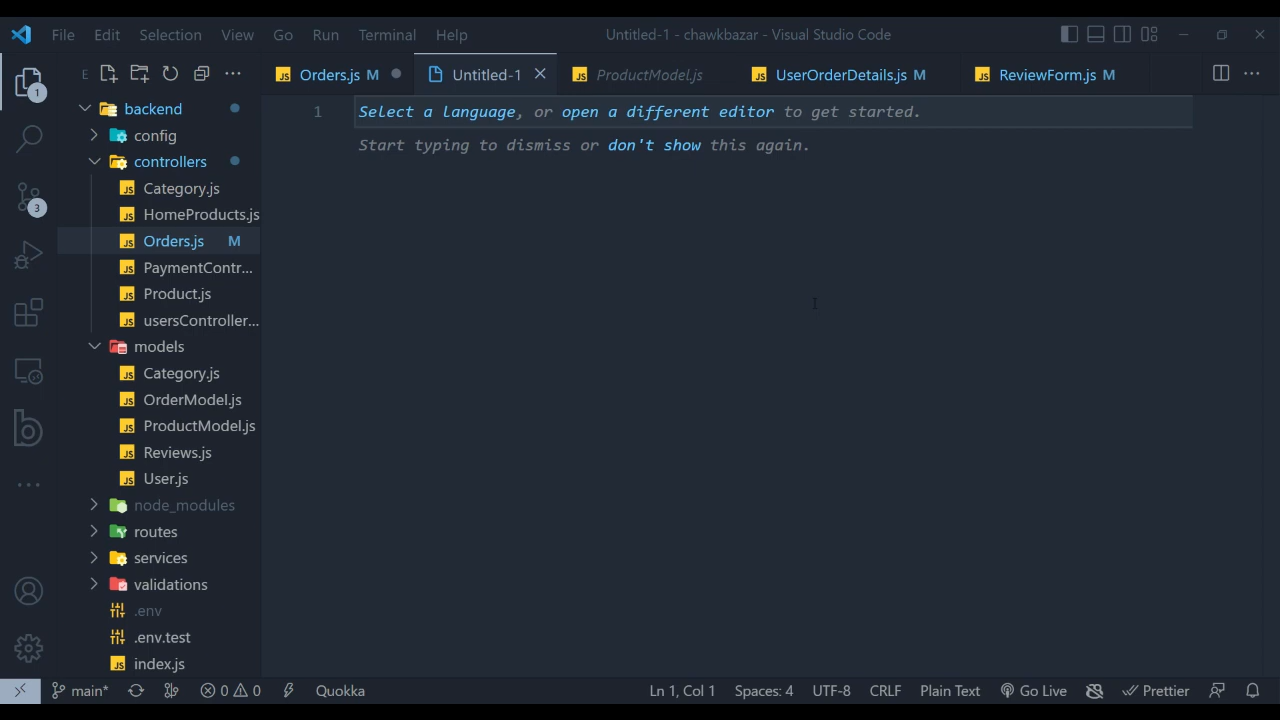 File Edit Selection View Go Run Terminal Help Untitled-1 - chawkbazar - Visual Studio Code
E
Orders.js M Untitled-1 ProductModel.js UserOrderDetails.js M ReviewForm.js M
1
3
backend
config
controllers
Category.js
HomeProducts.js
Orders.js M
PaymentContr...
Product.js
usersController...
models
Category.js
OrderModel.js
ProductModel.js
Reviews.js
User.js
node_modules
routes
services
validations
.env
.env.test
index.js
1 Select a language, or open a different editor to get started.
Start typing to dismiss or don't show this again.
main* 0 0 Quokka Ln 1, Col 1 Spaces: 4 UTF-8 CRLF Plain Text Go Live Prettier